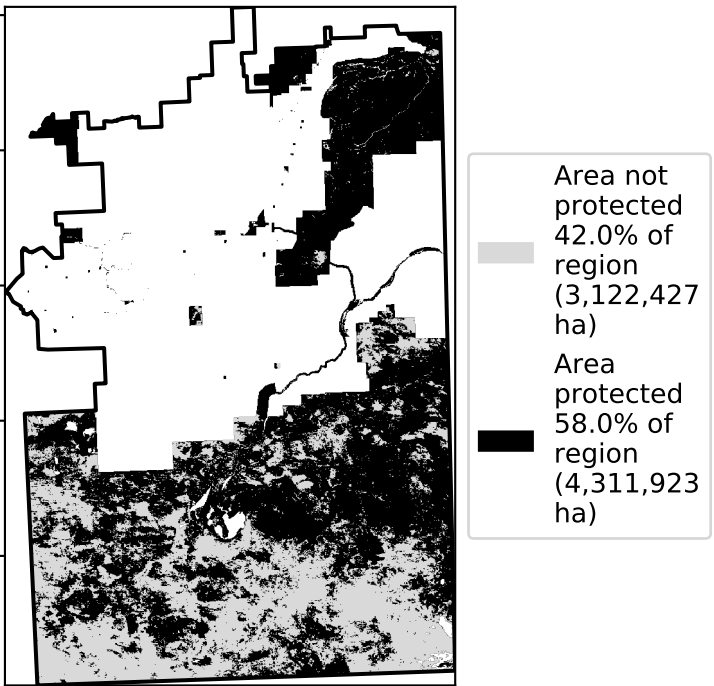 Area not
protected
42.0% of
region
(3,122,427
ha)
Area
protected
58.0% of
region
(4,311,923
ha)